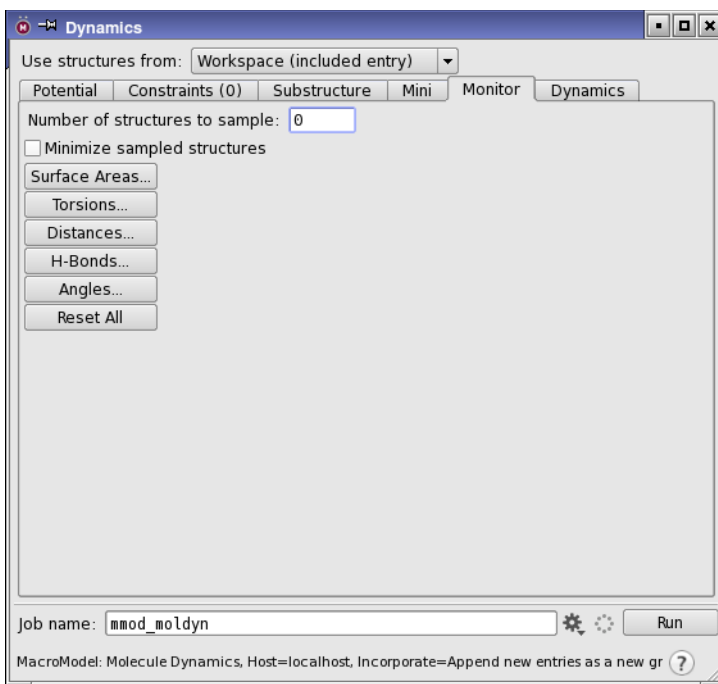 Dynamics
Use structures from: Workspace (included entry)
Potential Constraints (0) Substructure Mini Monitor Dynamics
Number of structures to sample: 0
Minimize sampled structures
Surface Areas...
Torsions...
Distances...
H-Bonds...
Angles...
Reset All
Job name: mmod_moldyn Run
MacroModel: Molecule Dynamics, Host=localhost, Incorporate=Append new entries as a new gr ?